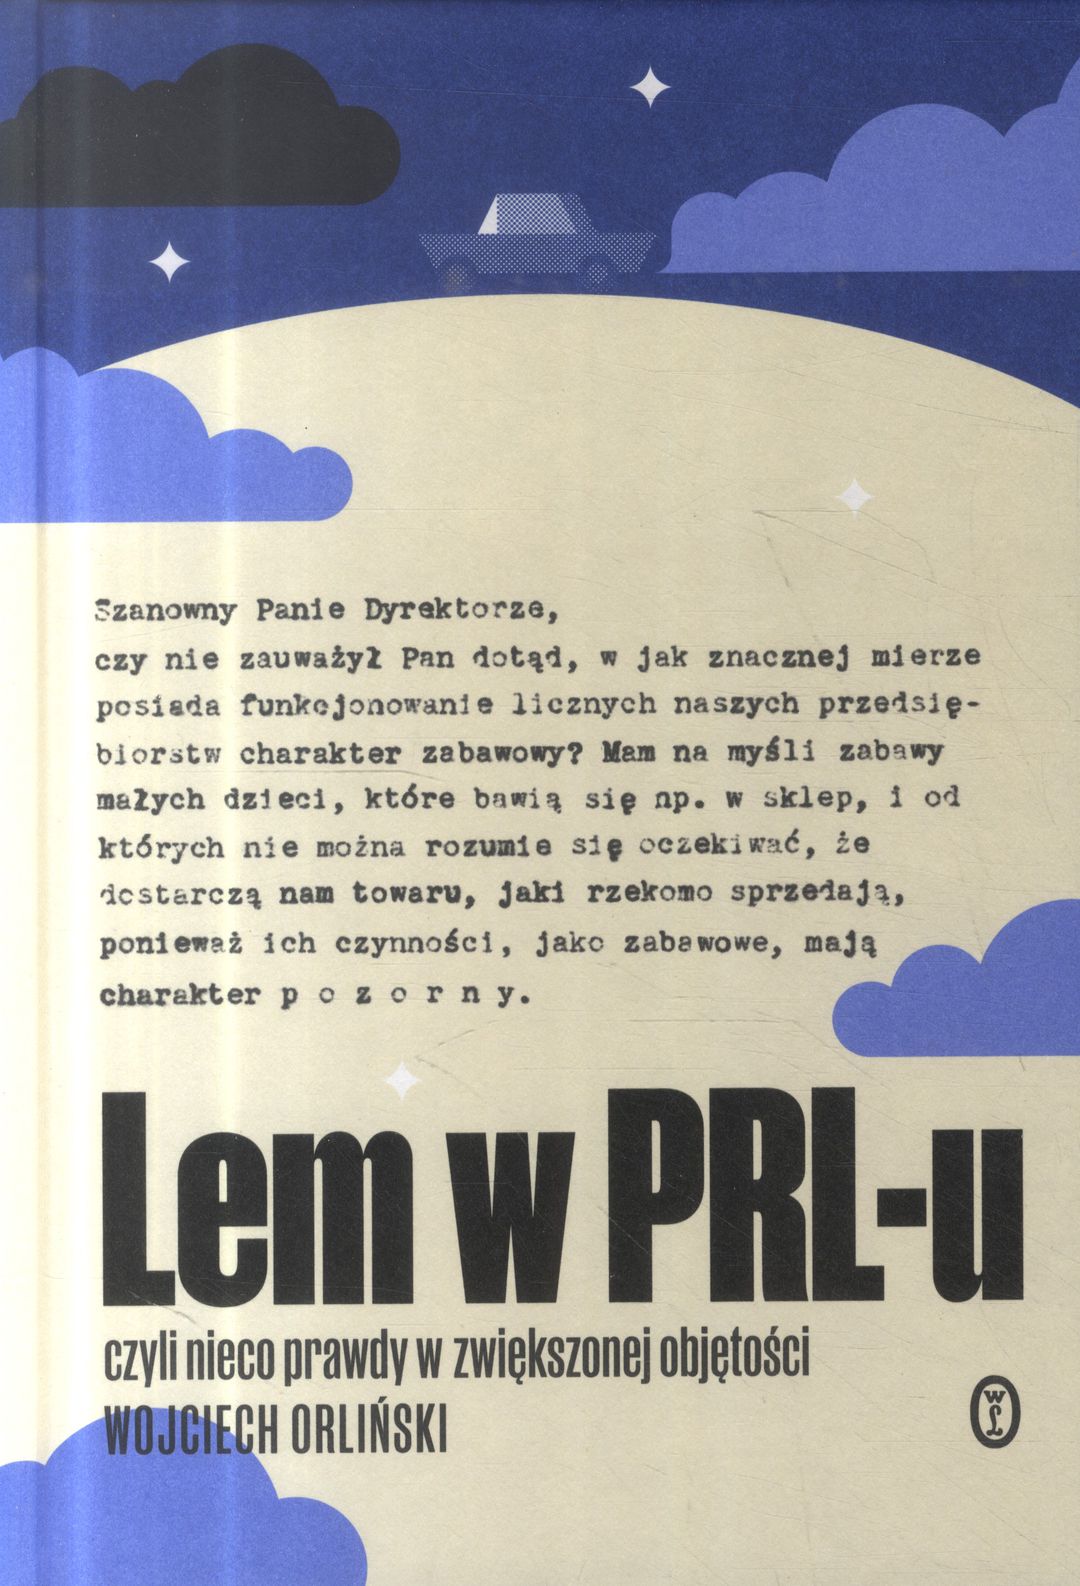 Szanowny Panie Dyrektorze,
czy nie zauważył Pan dotąd, w jak znacznej mierze
posiada funkcjonowanie licznych naszych przedsię-
biorstw charakter zabawowy? Mam na myśli zabawy
małych dzieci, które bawią się np. w sklep, i od
których nie można rozumie się oczekiwać, że
dostarczą nam towaru, jaki rzekomo sprzedają,
ponieważ ich czynności, jako zabawowe, mają
charakter p o z o r n y.
Lem w PRL-u
czyli nieco prawdy w zwiększonej objętości
WOJCIECH ORLIŃSKI
W
L